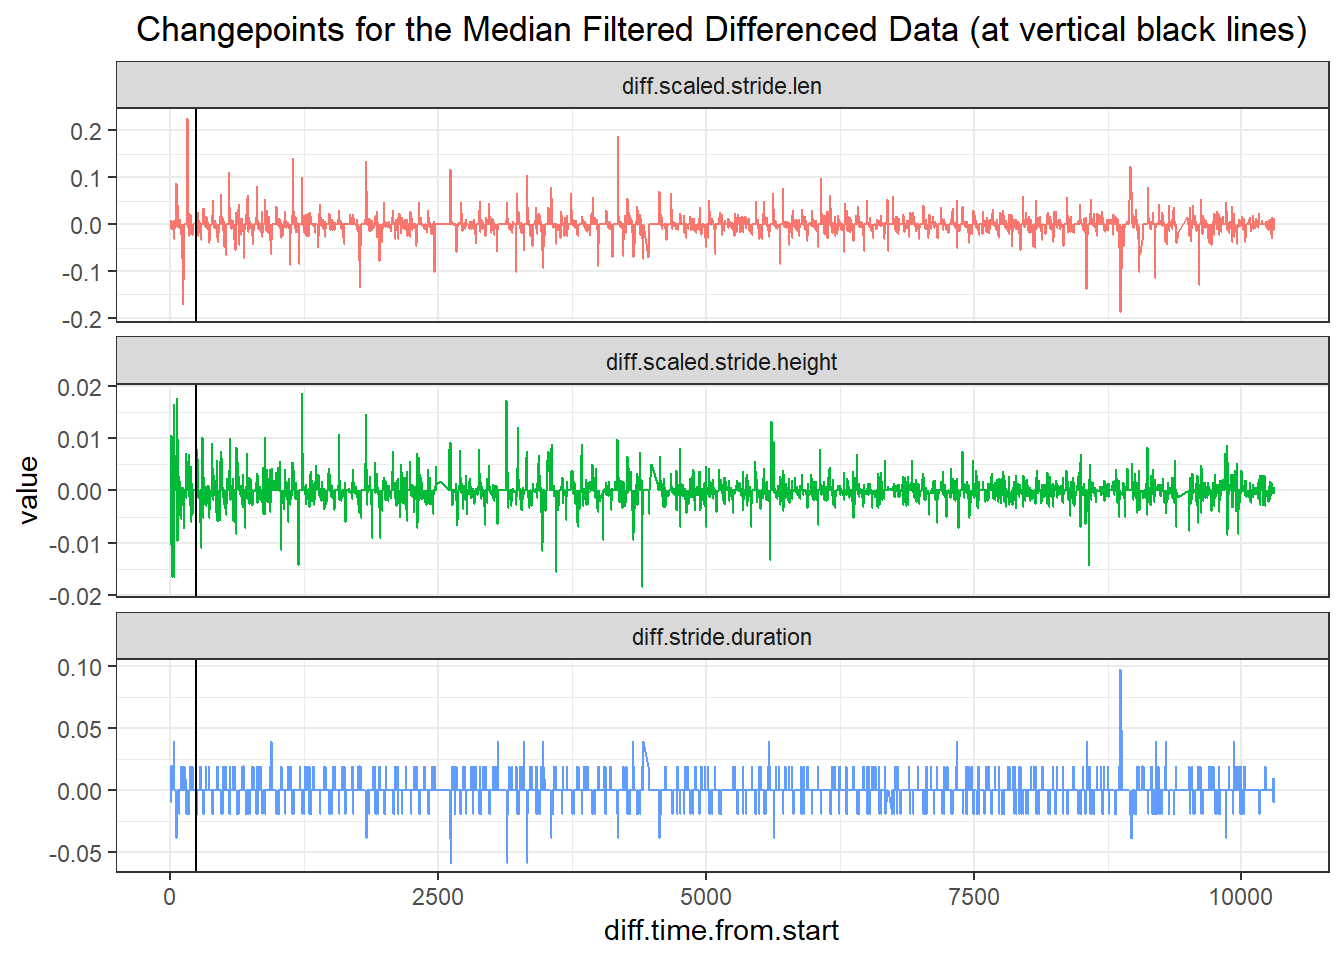 Changepoints for the Median Filtered Differenced Data (at vertical black lines)
diff.scaled.stride.len
0.2
0.1
0.0
-0.1
-0.2
diff.scaled.stride.height
0.02
0.01
0.00
-0.01
-0.02
value
diff.stride.duration
0.10
0.05
0.00
-0.05
0 2500 5000 7500 10000
diff.time.from.start